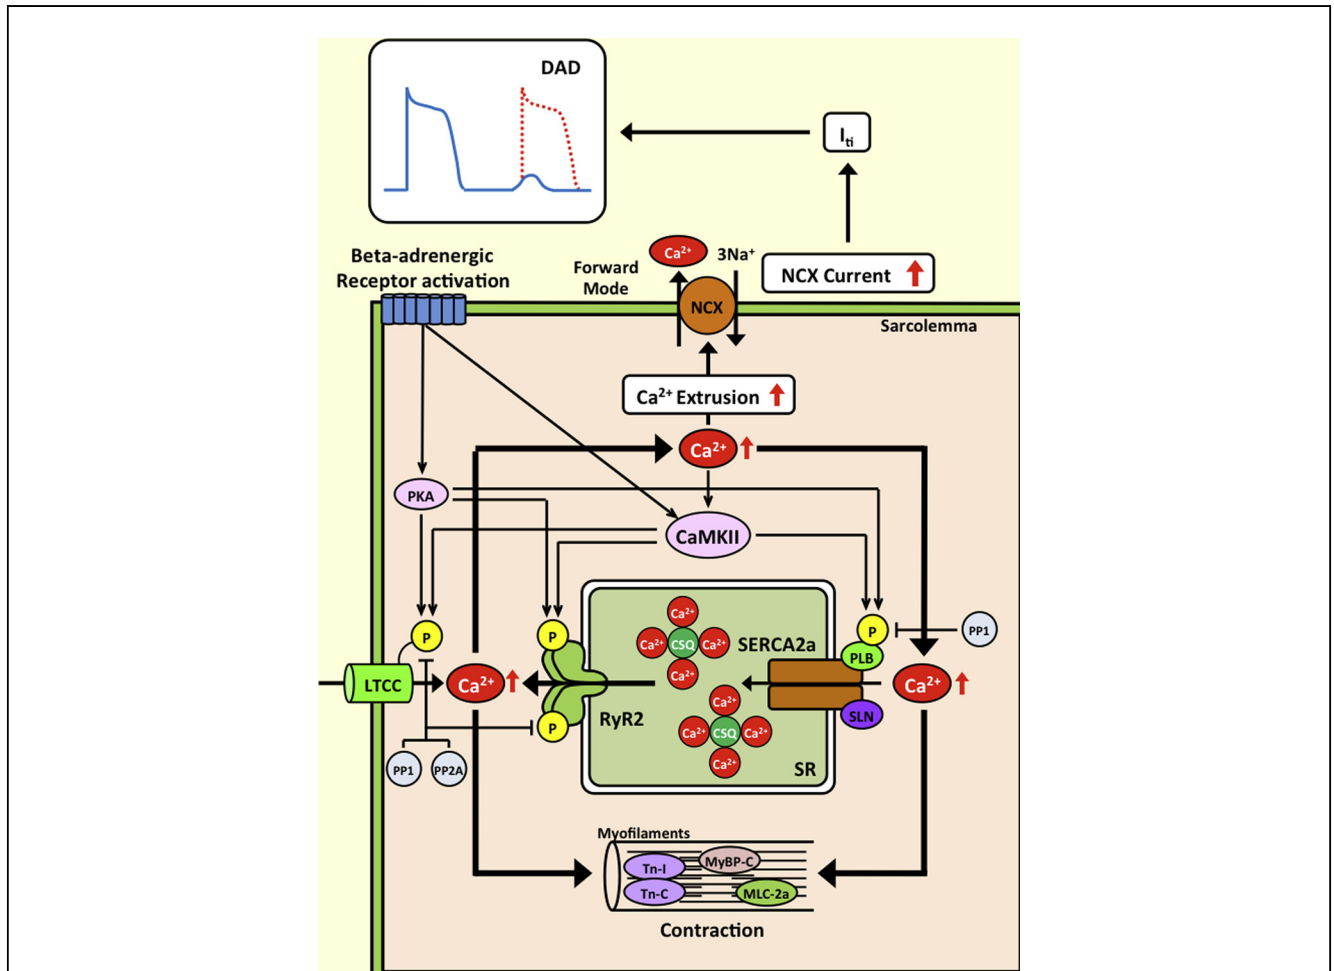 DAD
I_ti
Beta-adrenergic
Receptor activation
Forward
Mode
Ca²⁺
3Na⁺
NCX Current
NCX
Sarcolemma
Ca²⁺ Extrusion
Ca²⁺
PKA
CaMKII
P
P
P
PP1
PLB
SERCA2a
Ca²⁺
Ca²⁺
CSQ
Ca²⁺
Ca²⁺
LTCC
Ca²⁺
Ca²⁺
RyR2
P
SLN
Ca²⁺
Ca²⁺
CSQ
Ca²⁺
Ca²⁺
SR
PP1
PP2A
Myofilaments
Tn-I
MyBP-C
Tn-C
MLC-2a
Contraction